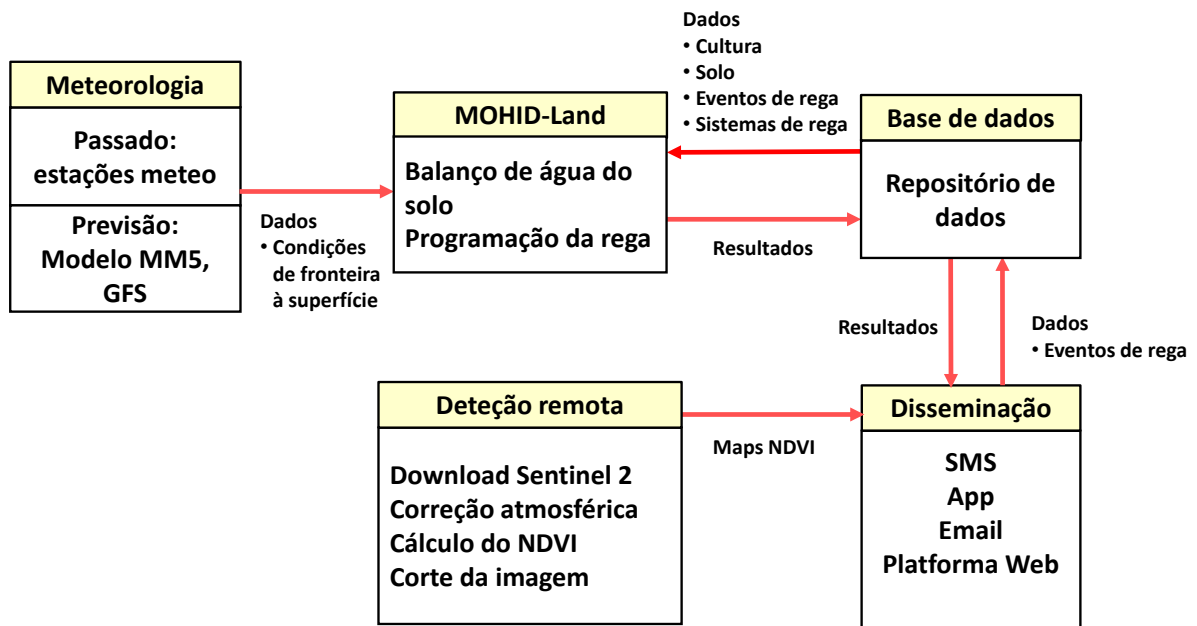 Meteorologia
Passado:
estações meteo
Previsão:
Modelo MM5,
GFS
Dados
• Condições
de fronteira
à superfície
MOHID-Land
Balanço de água do
solo
Programação da rega
Dados
• Cultura
• Solo
• Eventos de rega
• Sistemas de rega
Resultados
Base de dados
Repositório de
dados
Resultados
Dados
• Eventos de rega
Deteção remota
Download Sentinel 2
Correção atmosférica
Cálculo do NDVI
Corte da imagem
Maps NDVI
Disseminação
SMS
App
Email
Platforma Web